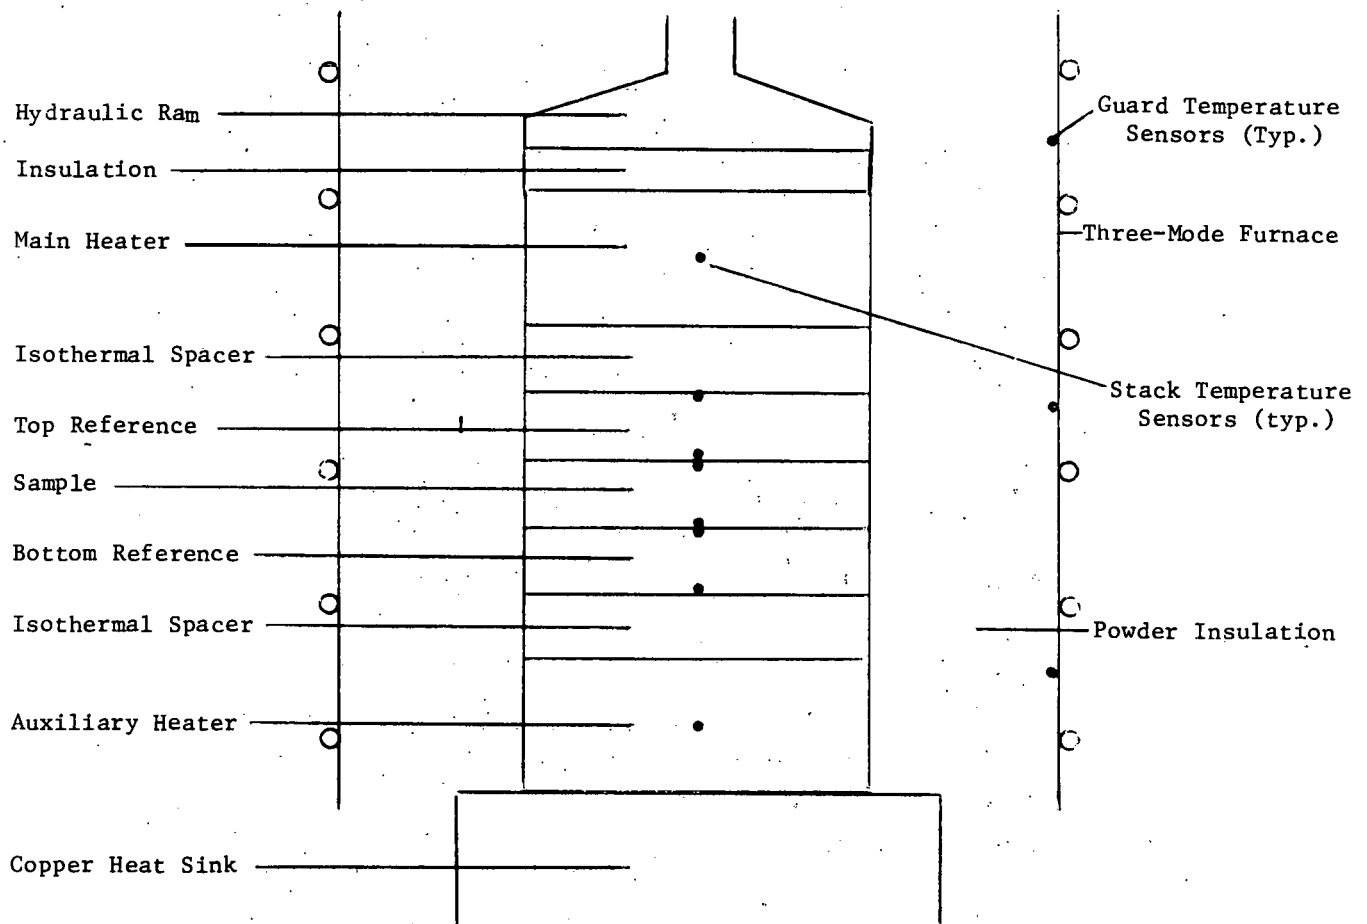 Hydraulic Ram
Insulation
Main Heater
Isothermal Spacer
Top Reference
Sample
Bottom Reference
Isothermal Spacer
Auxiliary Heater
Copper Heat Sink
Guard Temperature
Sensors (Typ.)
Three-Mode Furnace
Stack Temperature
Sensors (typ.)
Powder Insulation